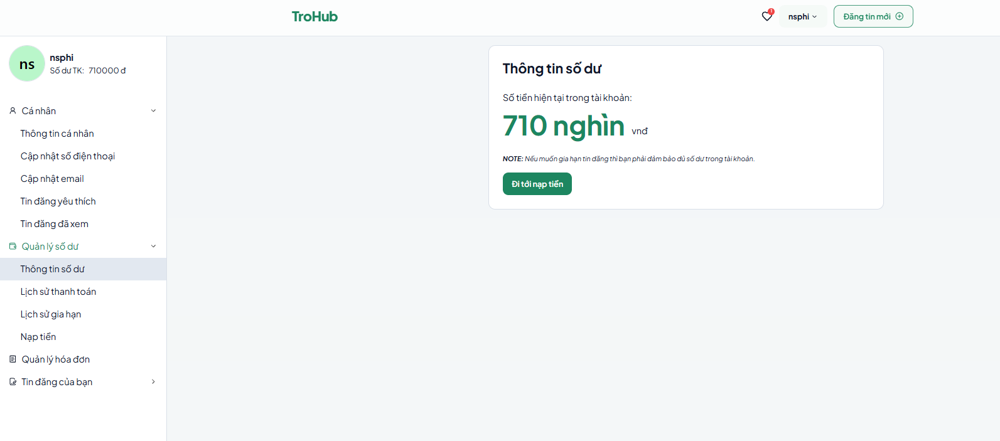 TroHub
1
nsphi
Đăng tin mới
ns
nsphi
Số dư TK: 710000 đ
Cá nhân
Thông tin cá nhân
Cập nhật số điện thoại
Cập nhật email
Tin đăng yêu thích
Tin đăng đã xem
Quản lý số dư
Thông tin số dư
Lịch sử thanh toán
Lịch sử gia hạn
Nạp tiền
Quản lý hóa đơn
Tin đăng của bạn
Thông tin số dư
Số tiền hiện tại trong tài khoản:
710 nghìn vnđ
NOTE: Nếu muốn gia hạn tin đăng thì bạn phải đảm bảo đủ số dư trong tài khoản.
Đi tới nạp tiền